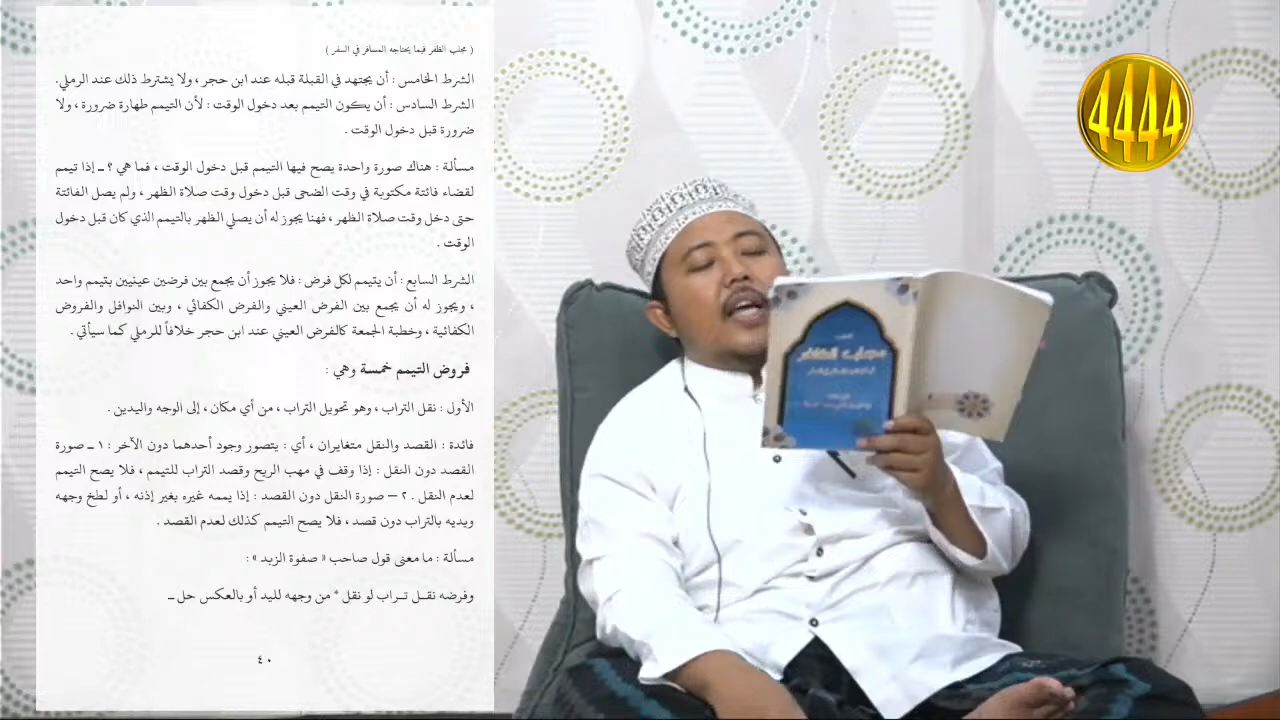 ( مجلب الظفر فيما يحتاجه المسافر في السفر )
الشرط الخامس : أن يجتهد في القبلة قبله عند ابن حجر ، ولا يشترط ذلك عند الرملي.
الشرط السادس : أن يكون التيمم بعد دخول الوقت : لأن التيمم طهارة ضرورة ، ولا
ضرورة قبل دخول الوقت .
مسألة : هناك صورة واحدة يصح فيها التيمم قبل دخول الوقت ، فما هي ؟ ــ إذا تيمم
لقضاء فائتة مكتوبة في وقت الضحى قبل دخول وقت صلاة الظهر ، ولم يصل الفائتة
حتى دخل وقت صلاة الظهر ، فهنا يجوز له أن يصلي الظهر بالتيمم الذي كان قبل دخول
الوقت .
الشرط السابع : أن يتيمم لكل فرض : فلا يجوز أن يجمع بين فرضين عينيين بتيمم واحد
، ويجوز له أن يجمع بين الفرض العيني والفرض الكفائي ، وبين النوافل والفروض
الكفائية ، وخطبة الجمعة كالفرض العيني عند ابن حجر خلافاً للرملي كما سيأتي .
فروض التيمم خمسة وهي :
الأول : نقل التراب ، وهو تحويل التراب ، من أي مكان ، إلى الوجه واليدين .
فائدة : القصد والنقل متغايران ، أي : يتصور وجود أحدهما دون الآخر : ١ ــ صورة
القصد دون النقل : إذا وقف في مهب الريح وقصد التراب للتيمم ، فلا يصح التيمم
لعدم النقل . ٢ – صورة النقل دون القصد : إذا يممه غيره بغير إذنه ، أو لطخ وجهه
ويديه بالتراب دون قصد ، فلا يصح التيمم كذلك لعدم القصد .
مسألة : ما معنى قول صاحب « صفوة الزبد » :
وفرضه نقــل تــراب لو نقل * من وجهه لليد أو بالعكس حل ــ
٤٠
4444
مجلب الظفر